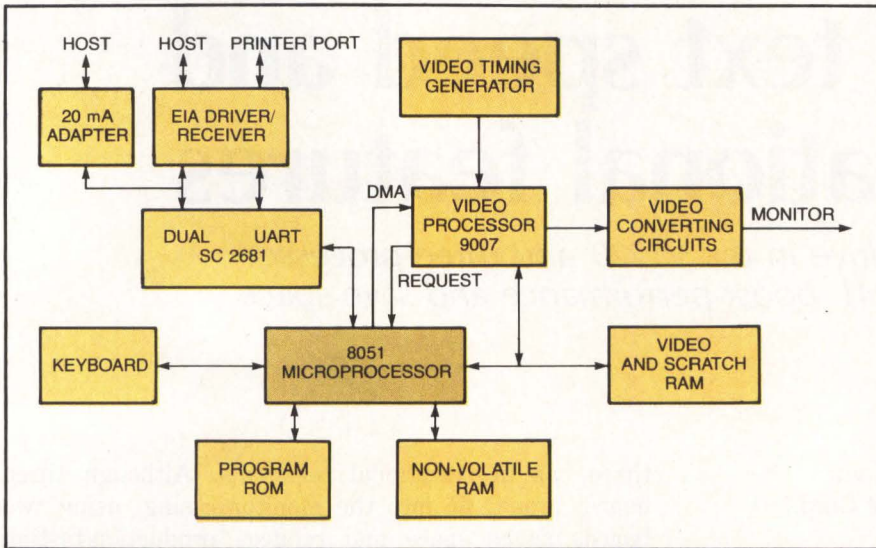 text
HOST
HOST
PRINTER PORT
20 mA
ADAPTER
EIA DRIVER/
RECEIVER
VIDEO TIMING
GENERATOR
DMA
VIDEO
PROCESSOR
9007
VIDEO
CONVERTING
CIRCUITS
MONITOR
DUAL UART
SC 2681
REQUEST
KEYBOARD
8051
MICROPROCESSOR
VIDEO
AND SCRATCH
RAM
PROGRAM
ROM
NON-VOLATILE
RAM